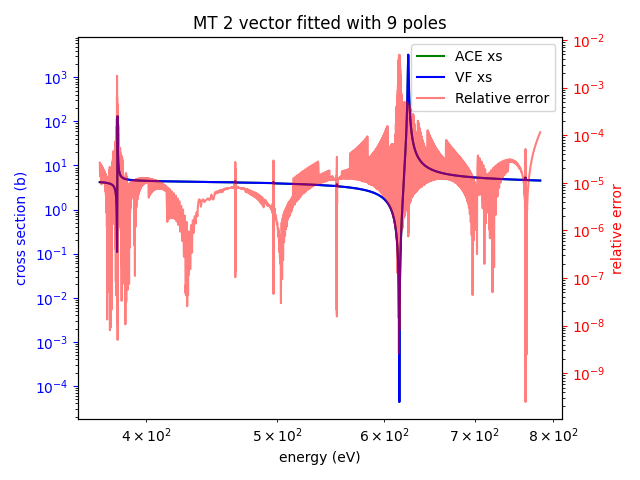 MT 2 vector fitted with 9 poles
ACE xs
VF xs
Relative error
cross section (b)
10³
10²
10¹
10⁰
10⁻¹
10⁻²
10⁻³
10⁻⁴
10⁻²
10⁻³
10⁻⁴
10⁻⁵
10⁻⁶
10⁻⁷
10⁻⁸
10⁻⁹
relative error
4 × 10² 5 × 10² 6 × 10² 7 × 10² 8 × 10²
energy (eV)